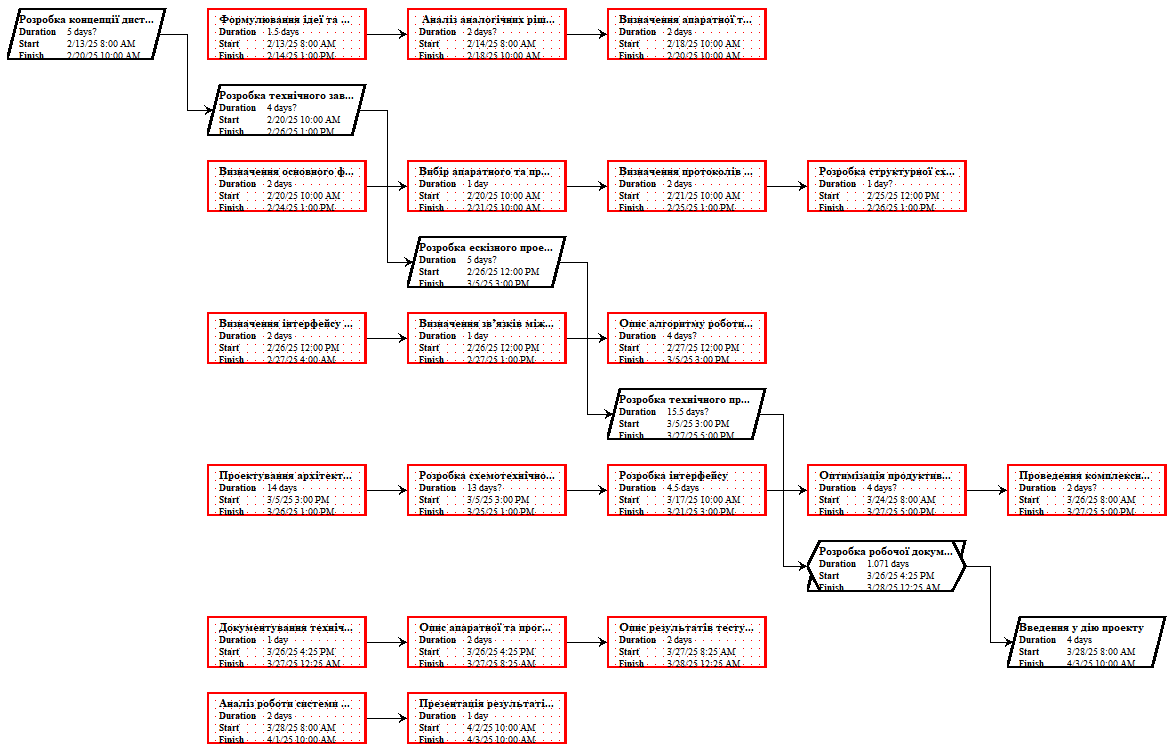 Розробка концепції дист...
Duration 5 days?
Start 2/13/25 8:00 AM
Finish 2/20/25 10:00 AM
Формулювання ідеї та ...
Duration 1.5 days
Start 2/13/25 8:00 AM
Finish 2/14/25 1:00 PM
Аналіз аналогічних ріш...
Duration 2 days?
Start 2/14/25 8:00 AM
Finish 2/18/25 10:00 AM
Визначення апаратної т...
Duration 2 days
Start 2/18/25 10:00 AM
Finish 2/20/25 10:00 AM
Розробка технічного зав...
Duration 4 days?
Start 2/20/25 10:00 AM
Finish 2/26/25 1:00 PM
Визначення основного ф...
Duration 2 days
Start 2/20/25 10:00 AM
Finish 2/24/25 1:00 PM
Вибір апаратного та пр...
Duration 1 day
Start 2/20/25 10:00 AM
Finish 2/21/25 10:00 AM
Визначення протоколів ...
Duration 2 days
Start 2/21/25 10:00 AM
Finish 2/25/25 1:00 PM
Розробка структурної сх...
Duration 1 day?
Start 2/25/25 12:00 PM
Finish 2/26/25 1:00 PM
Розробка ескізного прое...
Duration 5 days?
Start 2/26/25 12:00 PM
Finish 3/5/25 3:00 PM
Визначення інтерфейсу ...
Duration 2 days
Start 2/26/25 12:00 PM
Finish 2/27/25 4:00 AM
Визначення зв’язків між...
Duration 1 day
Start 2/26/25 12:00 PM
Finish 2/27/25 1:00 PM
Опис алгоритму роботи...
Duration 4 days?
Start 2/27/25 12:00 PM
Finish 3/5/25 3:00 PM
Розробка технічного пр...
Duration 15.5 days?
Start 3/5/25 3:00 PM
Finish 3/27/25 5:00 PM
Проектування архітект...
Duration 14 days
Start 3/5/25 3:00 PM
Finish 3/26/25 1:00 PM
Розробка схемотехнічно...
Duration 13 days?
Start 3/5/25 3:00 PM
Finish 3/25/25 1:00 PM
Розробка інтерфейсу
Duration 4.5 days
Start 3/17/25 10:00 AM
Finish 3/21/25 3:00 PM
Оптимізація продуктив...
Duration 4 days?
Start 3/24/25 8:00 AM
Finish 3/27/25 5:00 PM
Проведення комплексн...
Duration 2 days?
Start 3/26/25 8:00 AM
Finish 3/27/25 5:00 PM
Розробка робочої докум...
Duration 1.071 days
Start 3/26/25 4:25 PM
Finish 3/28/25 12:25 AM
Документування техніч...
Duration 1 day
Start 3/26/25 4:25 PM
Finish 3/27/25 12:25 AM
Опис апаратної та прог...
Duration 2 days
Start 3/26/25 4:25 PM
Finish 3/27/25 8:25 AM
Опис результатів тесту...
Duration 2 days
Start 3/27/25 8:25 AM
Finish 3/28/25 12:25 AM
Введення у дію проекту
Duration 4 days
Start 3/28/25 8:00 AM
Finish 4/3/25 10:00 AM
Аналіз роботи системи ...
Duration 2 days
Start 3/28/25 8:00 AM
Finish 4/1/25 10:00 AM
Презентація результаті...
Duration 1 day
Start 4/2/25 10:00 AM
Finish 4/3/25 10:00 AM